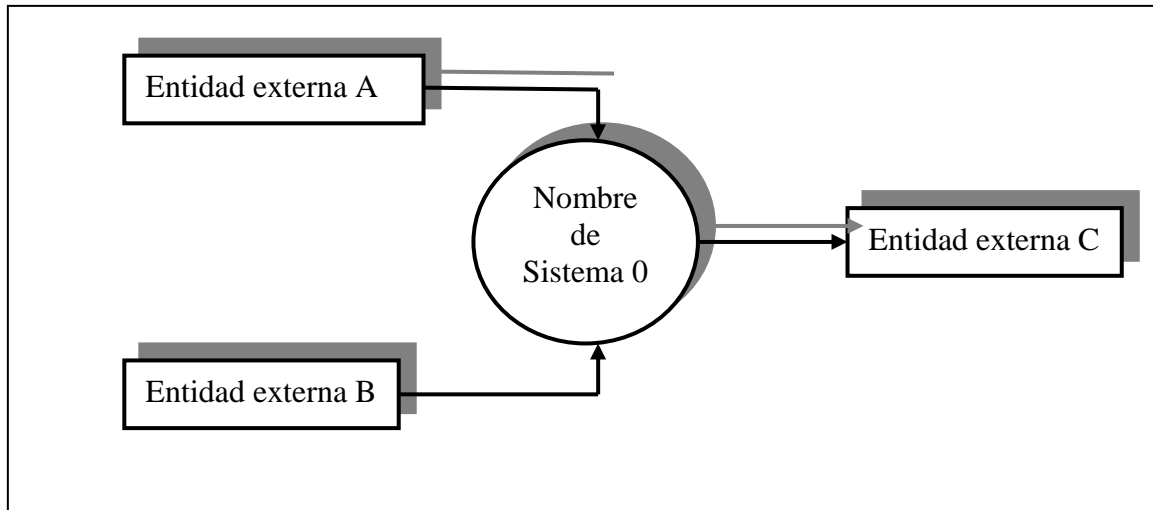 Entidad externa A
Nombre
de
Sistema 0
Entidad externa C
Entidad externa B